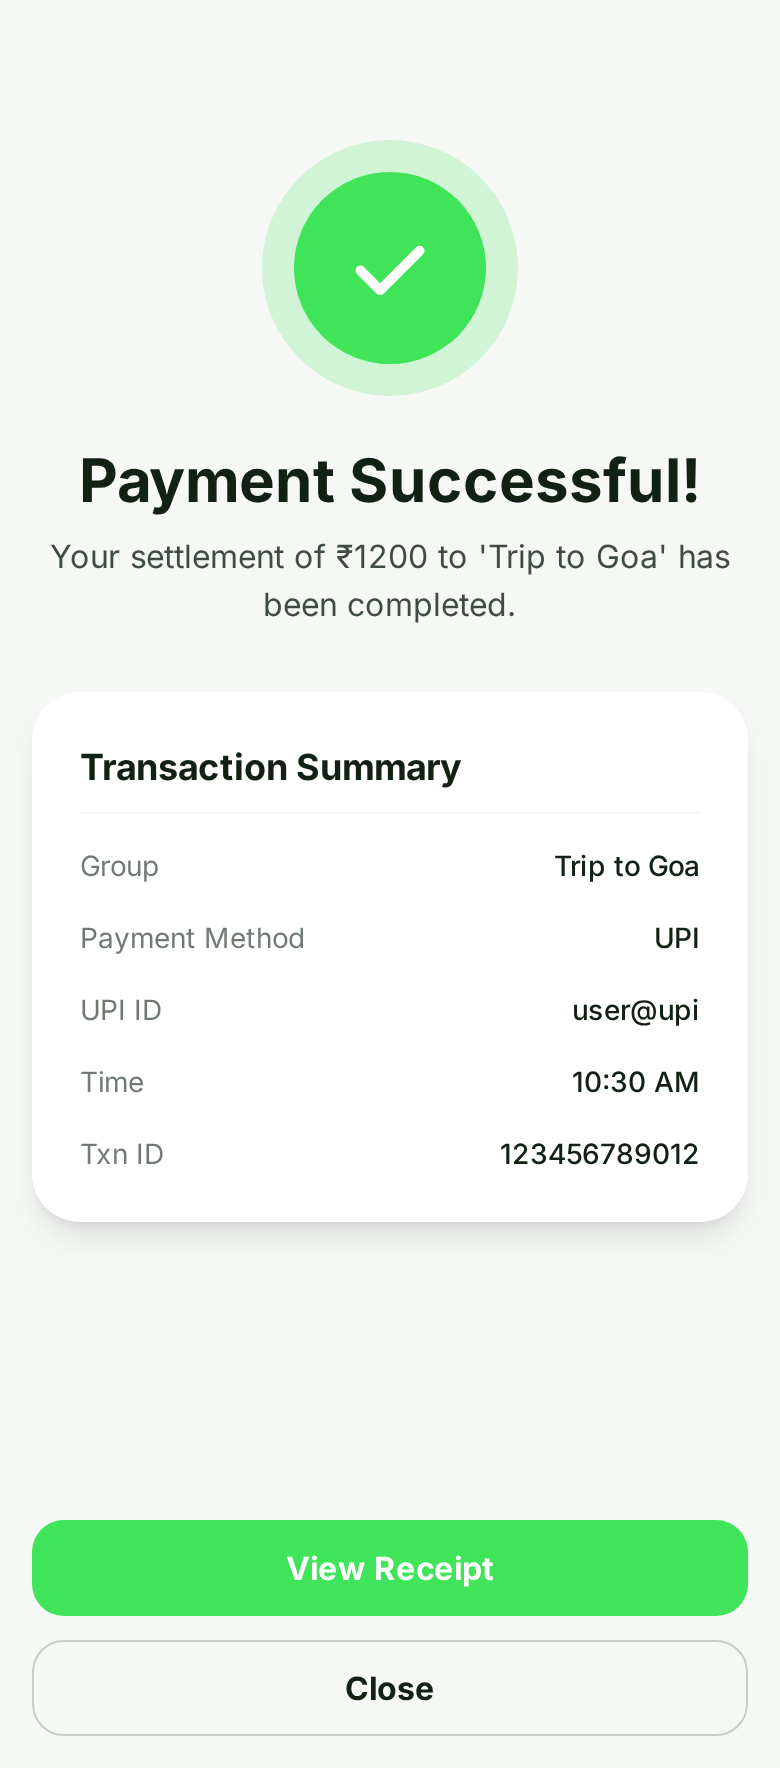 Payment Successful!
Your settlement of ₹1200 to 'Trip to Goa' has
been completed.
Transaction Summary
Group Trip to Goa
Payment Method UPI
UPI ID user@upi
Time 10:30 AM
Txn ID 123456789012
View Receipt
Close